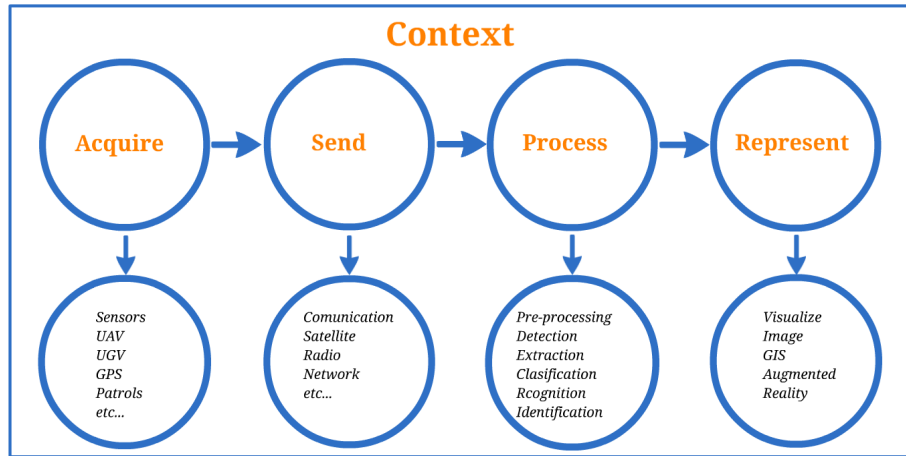 Context
Acquire
Send
Process
Represent
Sensors
UAV
UGV
GPS
Patrols
etc...
Comunication
Satellite
Radio
Network
etc...
Pre-processing
Detection
Extraction
Clasification
Rcognition
Identification
Visualize
Image
GIS
Augmented
Reality